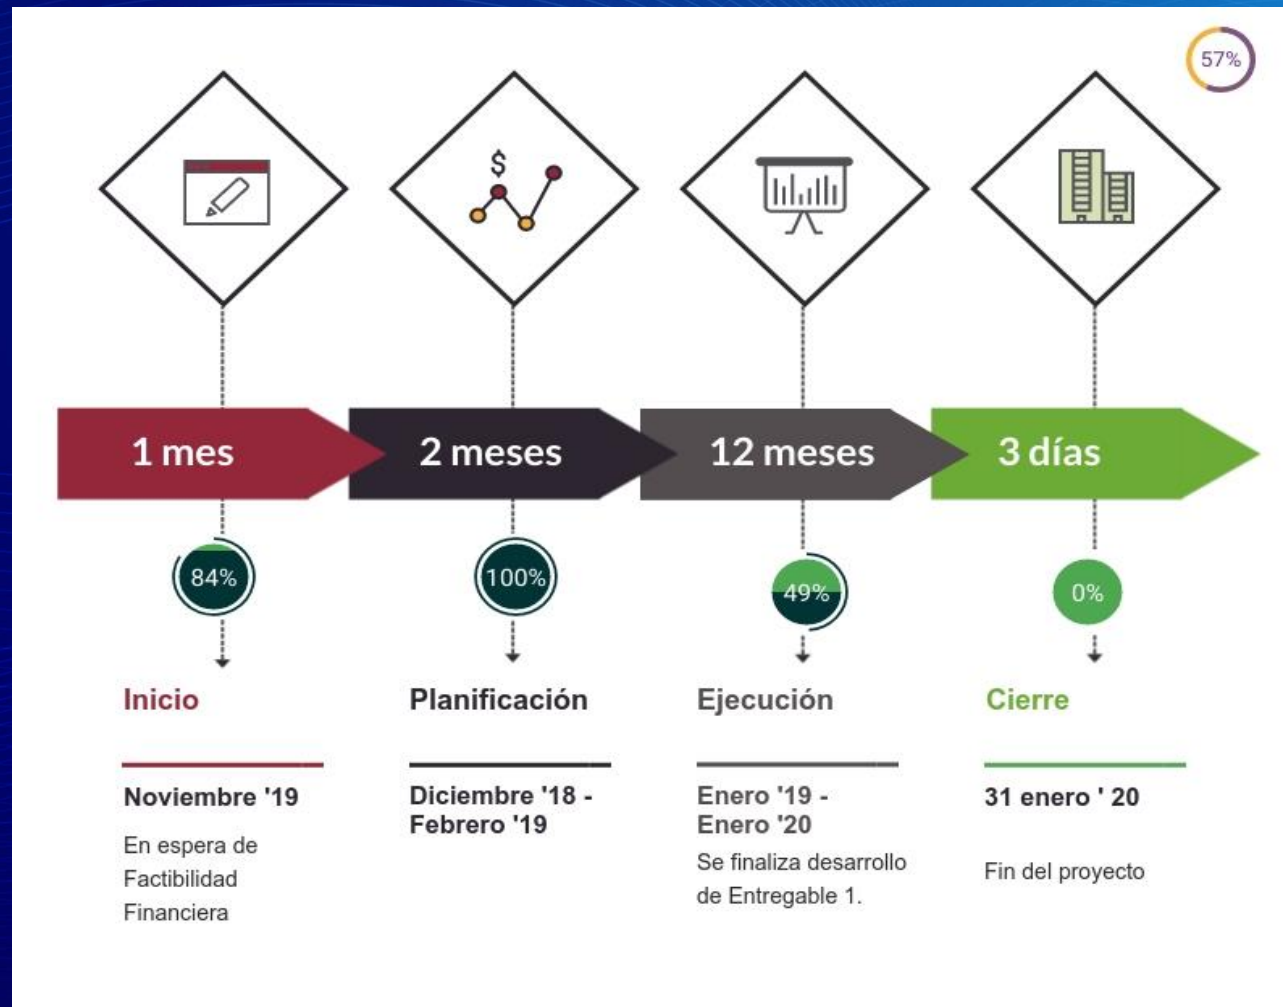 57%
$
1 mes
2 meses
12 meses
3 días
84%
100%
49%
0%
Inicio
Planificación
Ejecución
Cierre
Noviembre '19
En espera de
Factibilidad
Financiera
Diciembre '18 -
Febrero '19
Enero '19 -
Enero '20
Se finaliza desarrollo
de Entregable 1.
31 enero ' 20
Fin del proyecto